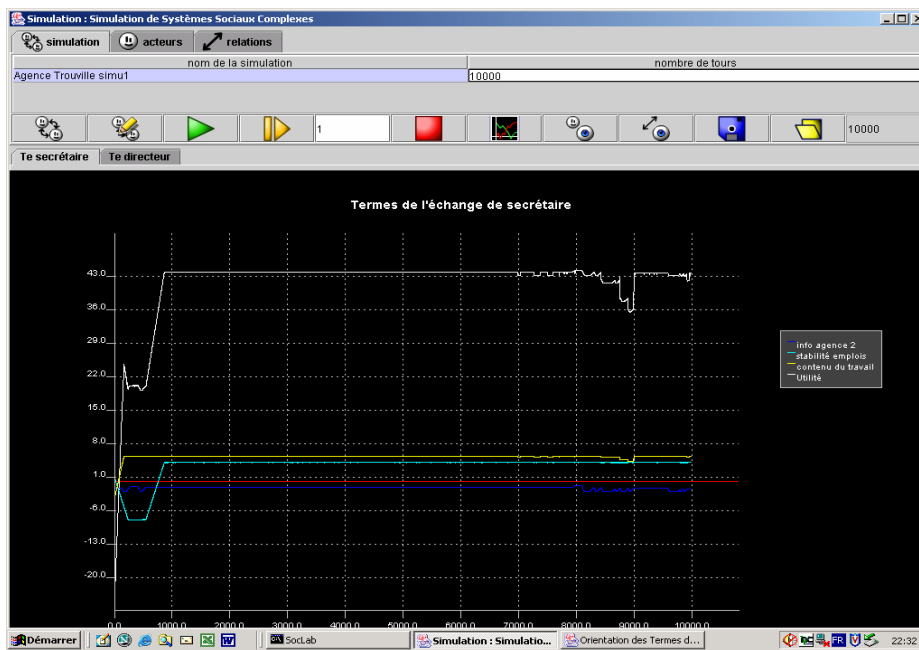 Simulation : Simulation de Systèmes Sociaux Complexes
simulation acteurs relations
nom de la simulation nombre de tours
Agence Trouville simu1 10000
1 10000
Te secrétaire Te directeur
Termes de l'échange de secrétaire
43.0
36.0
29.0
22.0
15.0
8.0
1.0
-6.0
-13.0
-20.0
info agence 2
stabilité emplois
contenu du travail
Utilité
0.0 1000.0 2000.0 3000.0 4000.0 5000.0 6000.0 7000.0 8000.0 9000.0 10000.0
Démarrer SocLab Simulation : Simulatio... Orientation des Termes d... FR 22:32